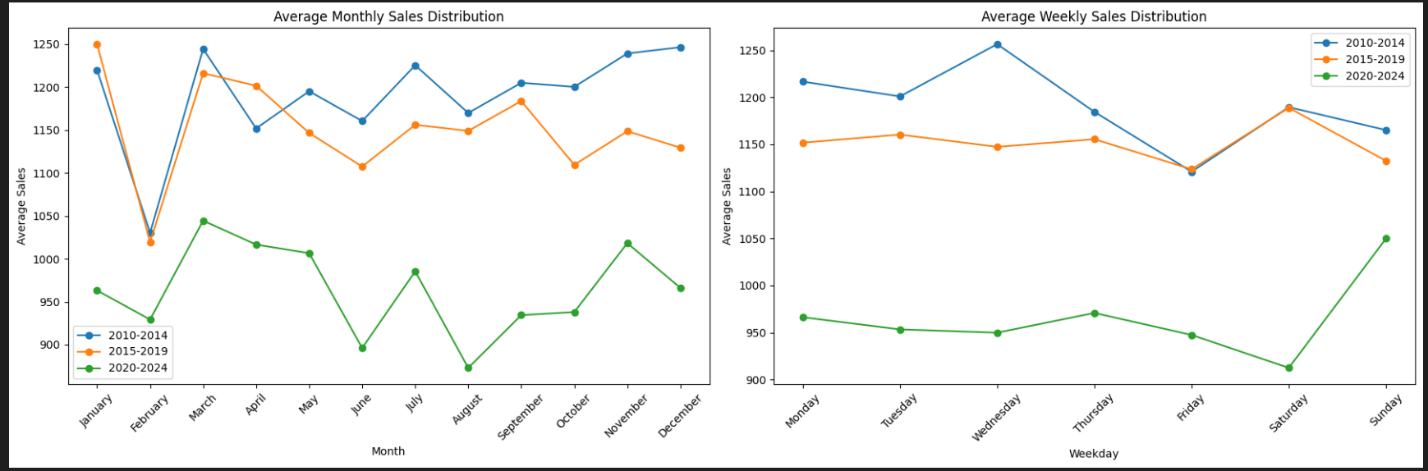 Average Monthly Sales Distribution
Average Sales
1250
1200
1150
1100
1050
1000
950
900
2010-2014
2015-2019
2020-2024
January
February
March
April
May
June
July
August
September
October
November
December
Month
Average Weekly Sales Distribution
Average Sales
1250
1200
1150
1100
1050
1000
950
900
2010-2014
2015-2019
2020-2024
Monday
Tuesday
Wednesday
Thursday
Friday
Saturday
Sunday
Weekday